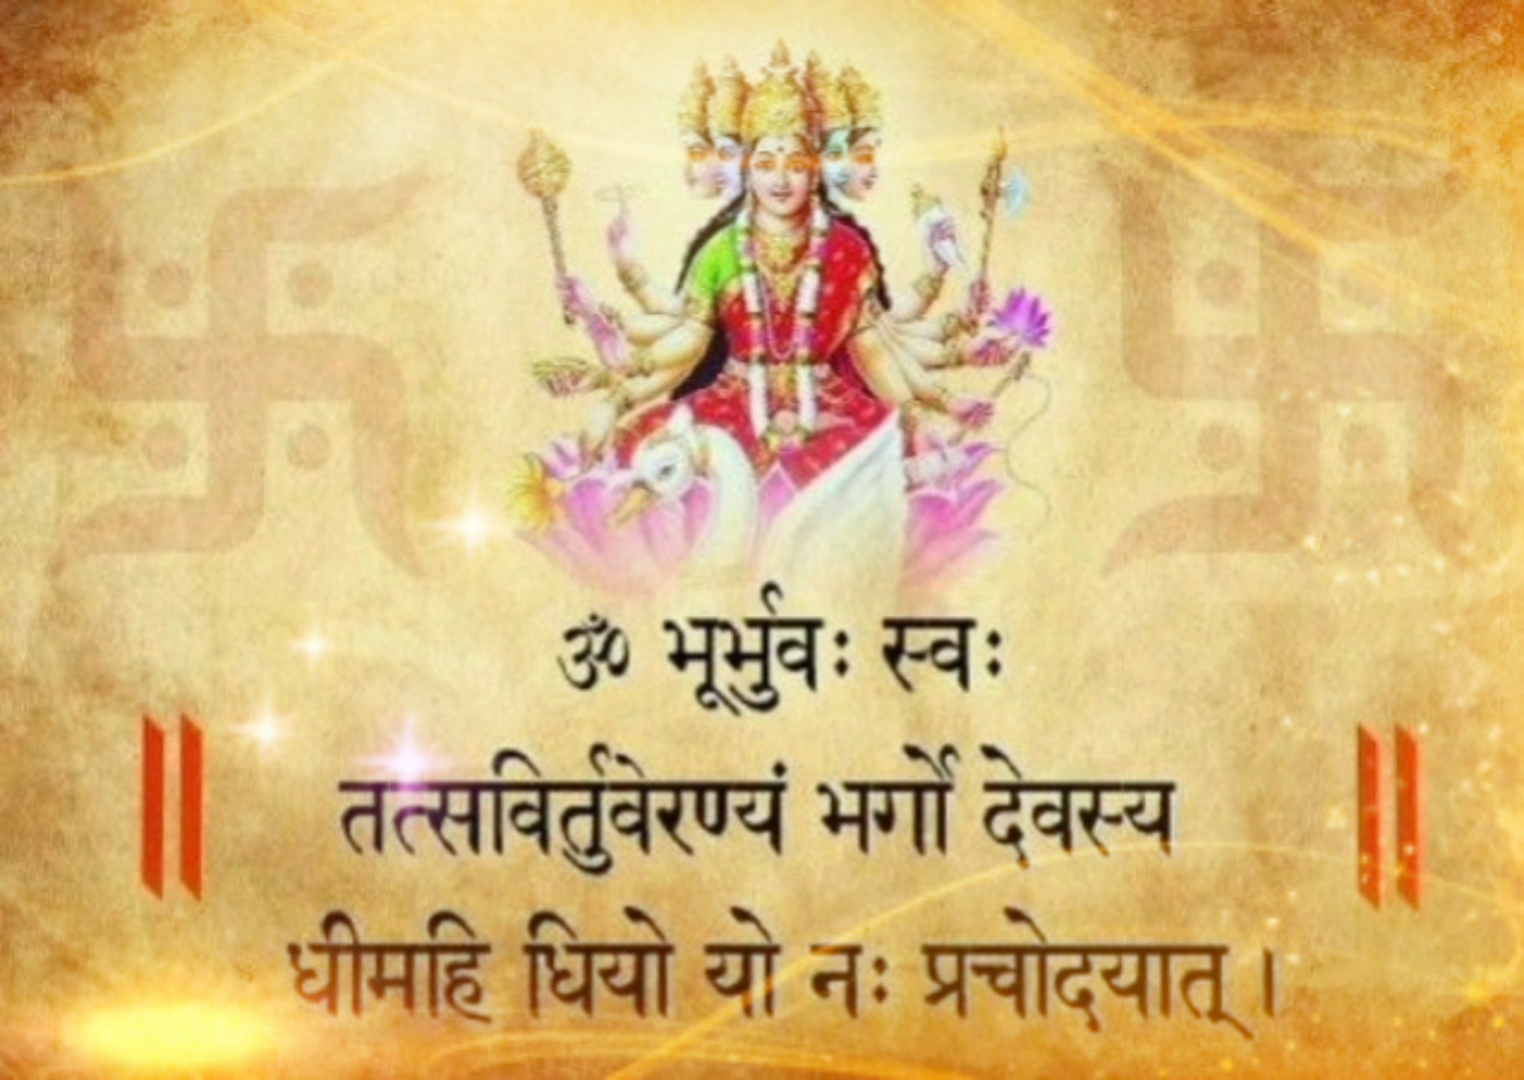 ॐ भूर्भुवः स्वः
तत्सवितुर्वरेण्यं भर्गो देवस्य
धीमहि धियो यो नः प्रचोदयात् ।